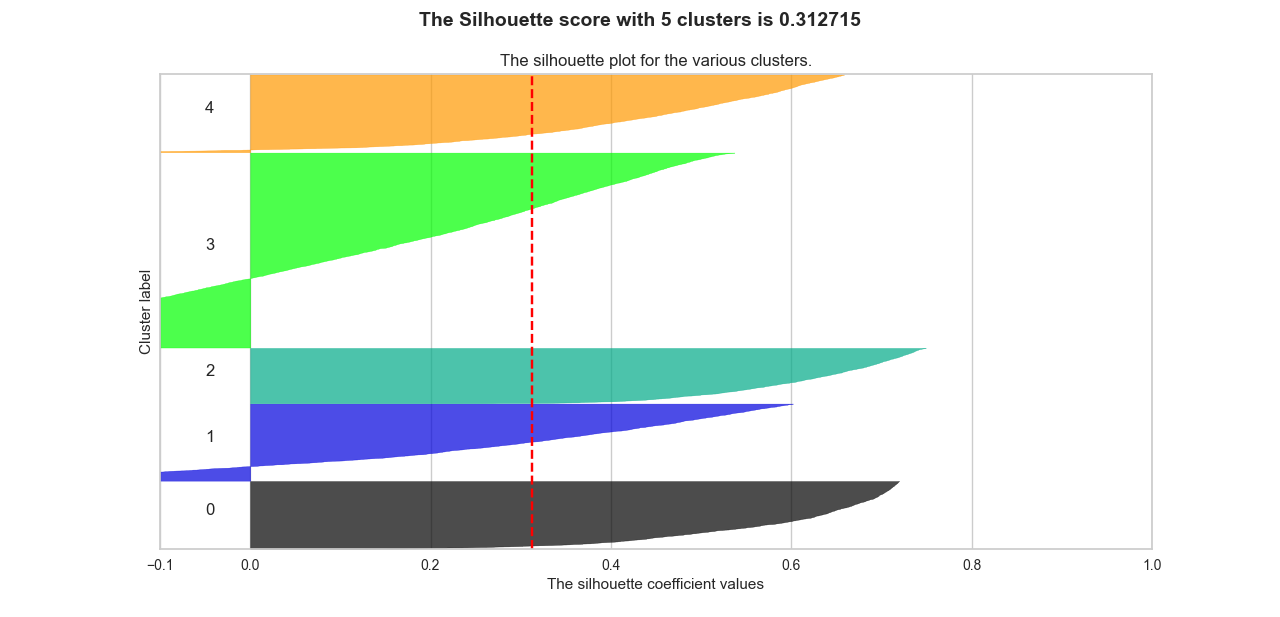 The Silhouette score with 5 clusters is 0.312715
The silhouette plot for the various clusters.
4
3
2
1
0
Cluster label
−0.1 0.0 0.2 0.4 0.6 0.8 1.0
The silhouette coefficient values